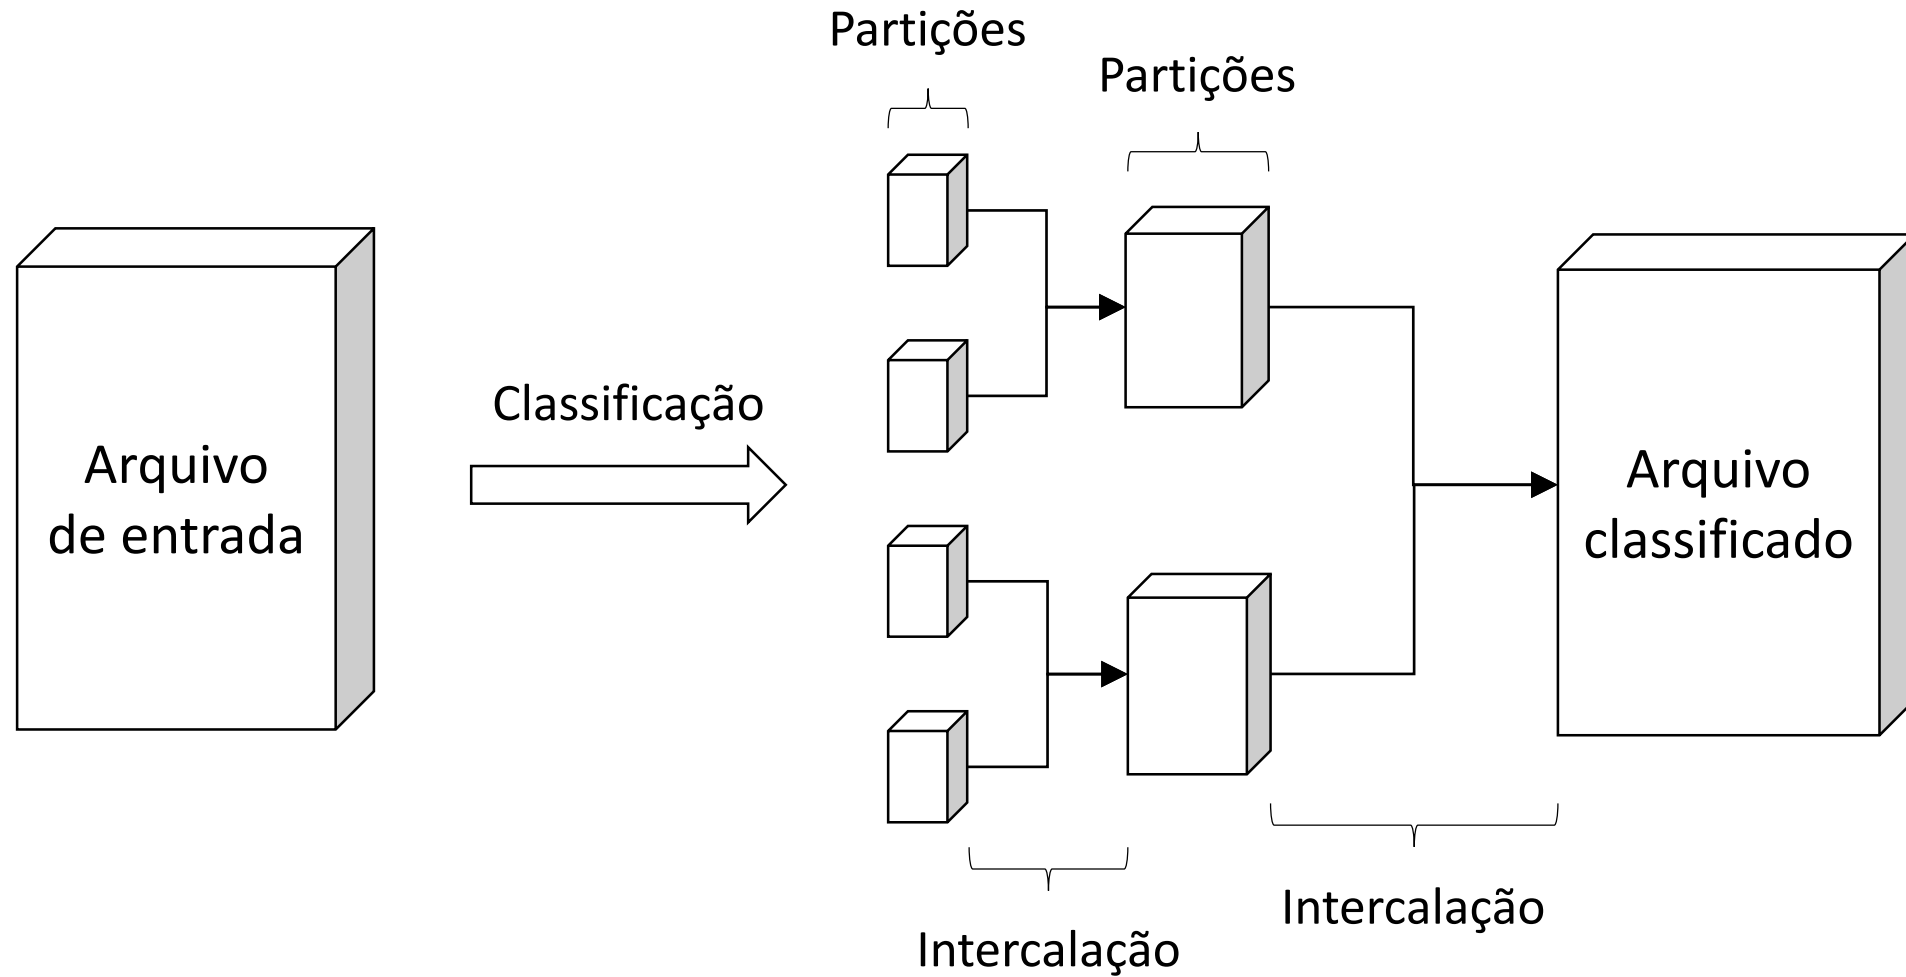 Partições
Partições
Classificação
Arquivo
de entrada
Arquivo
classificado
Intercalação
Intercalação